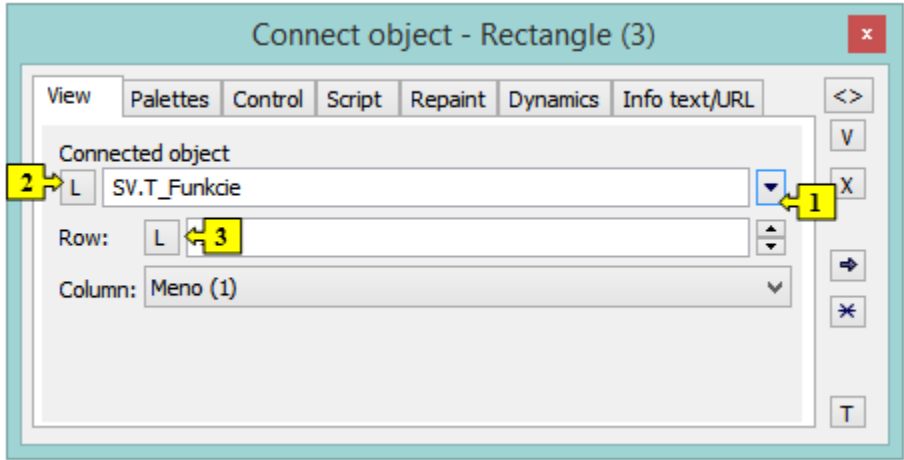 Connect object - Rectangle (3)
x
View Palettes Control Script Repaint Dynamics Info text/URL <>
V
Connected object
2 L SV.T_Funkcie 1 X
Row: L 3
Column: Meno (1)
T